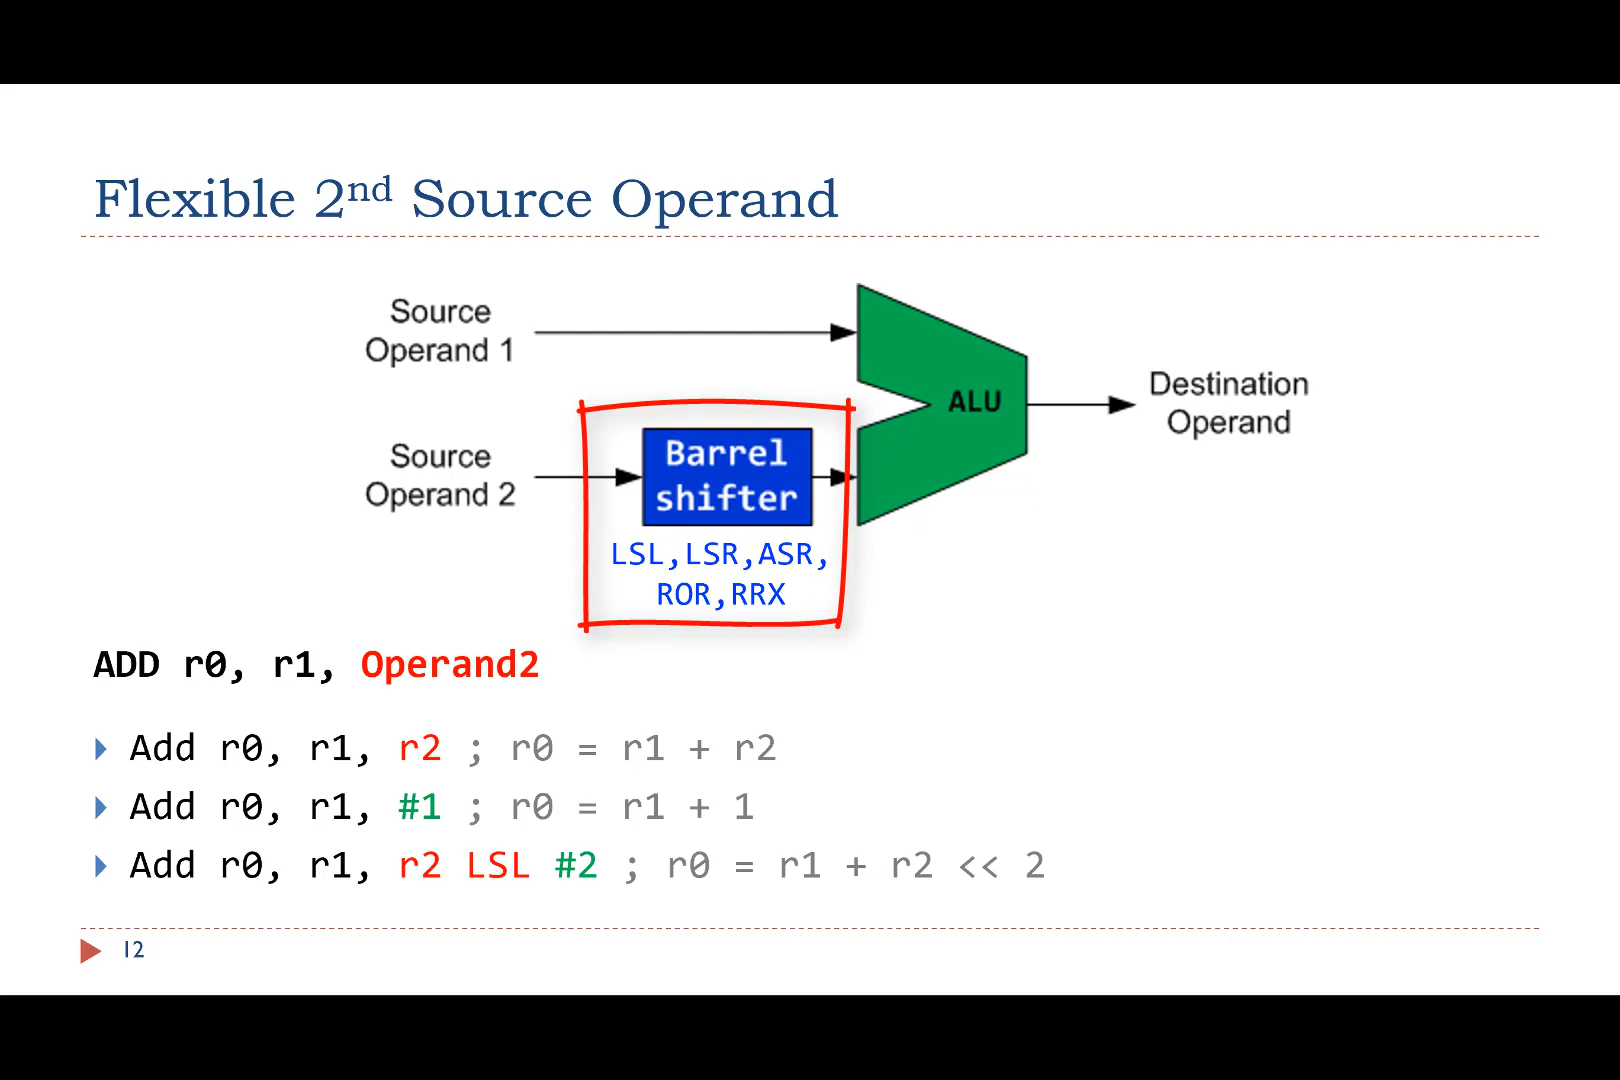 Flexible 2nd Source Operand
Source
Operand 1
ALU
Destination
Operand
Source
Operand 2
Barrel
shifter
LSL,LSR,ASR,
ROR,RRX
ADD r0, r1, Operand2
Add r0, r1, r2 ; r0 = r1 + r2
Add r0, r1, #1 ; r0 = r1 + 1
Add r0, r1, r2 LSL #2 ; r0 = r1 + r2 << 2
12